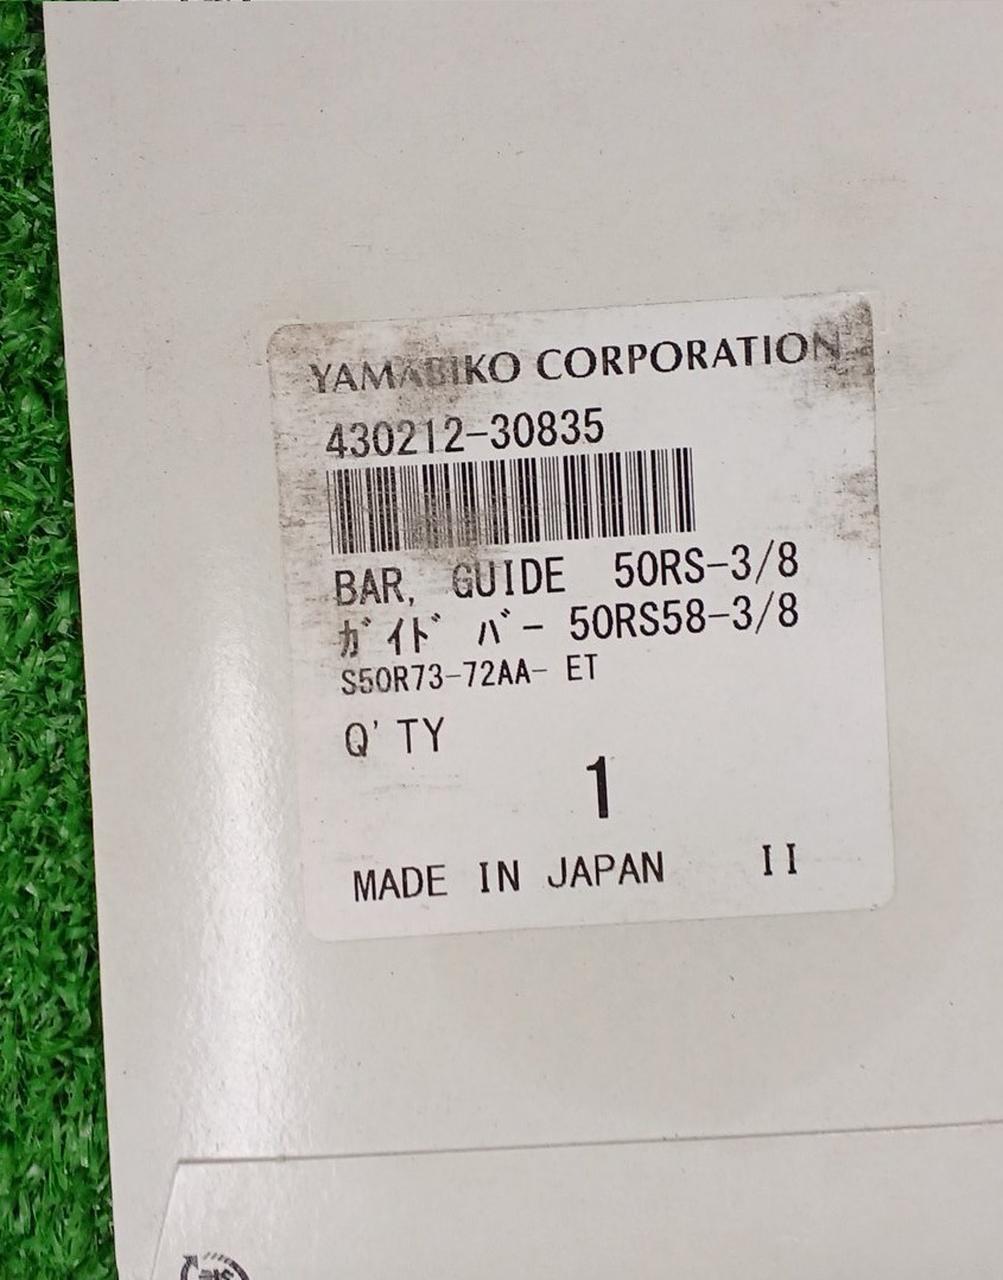 YAMABIKO CORPORATION
430212-30835
BAR, GUIDE 50RS-3/8
ｶﾞｲﾄﾞ ﾊﾞｰ 50RS58-3/8
S50R73-72AA- ET
Q'TY
1
MADE IN JAPAN II